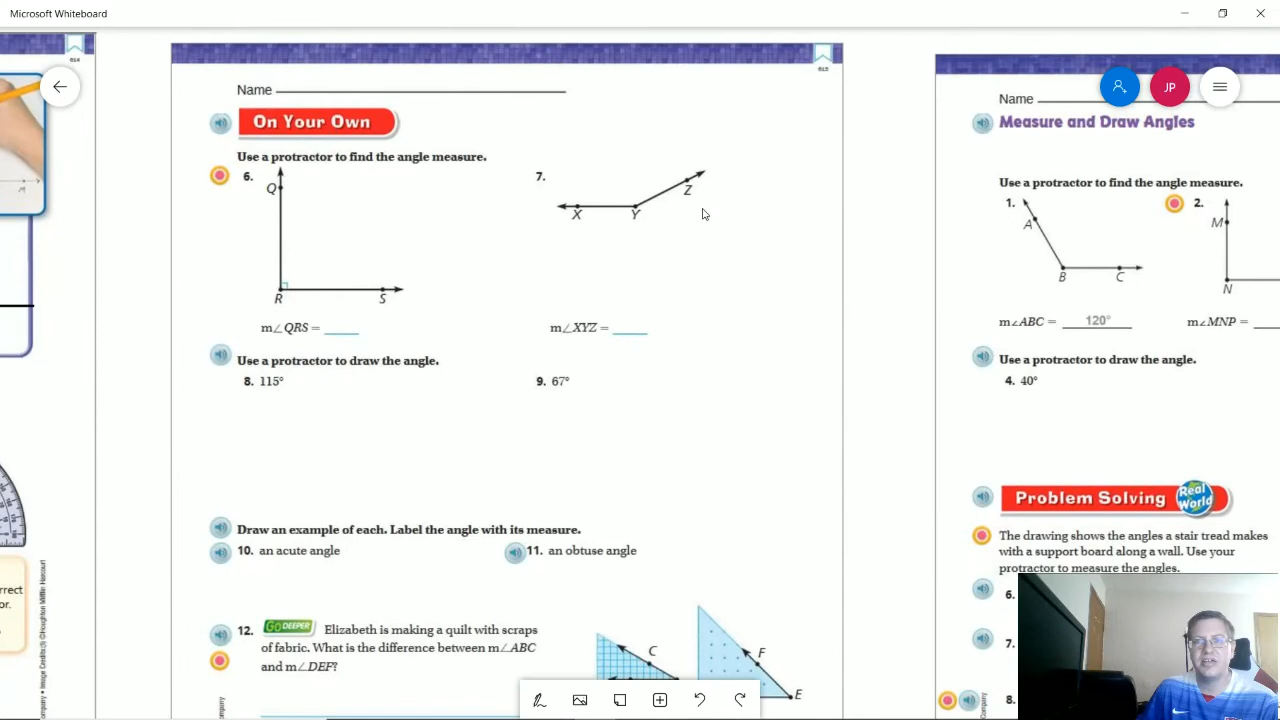 Microsoft Whiteboard
614
615
JP
Name
On Your Own
Use a protractor to find the angle measure.
6.
Q
R
S
7.
X
Y
Z
m∠QRS =
m∠XYZ =
Use a protractor to draw the angle.
8. 115°
9. 67°
Draw an example of each. Label the angle with its measure.
10. an acute angle
11. an obtuse angle
12. GO DEEPER Elizabeth is making a quilt with scraps
of fabric. What is the difference between m∠ABC
and m∠DEF?
C
F
E
Name
Measure and Draw Angles
Use a protractor to find the angle measure.
1.
A
B
C
2.
M
N
m∠ABC = 120°
m∠MNP =
Use a protractor to draw the angle.
4. 40°
Problem Solving Real World
The drawing shows the angles a stair tread makes
with a support board along a wall. Use your
protractor to measure the angles.
6.
7.
8.